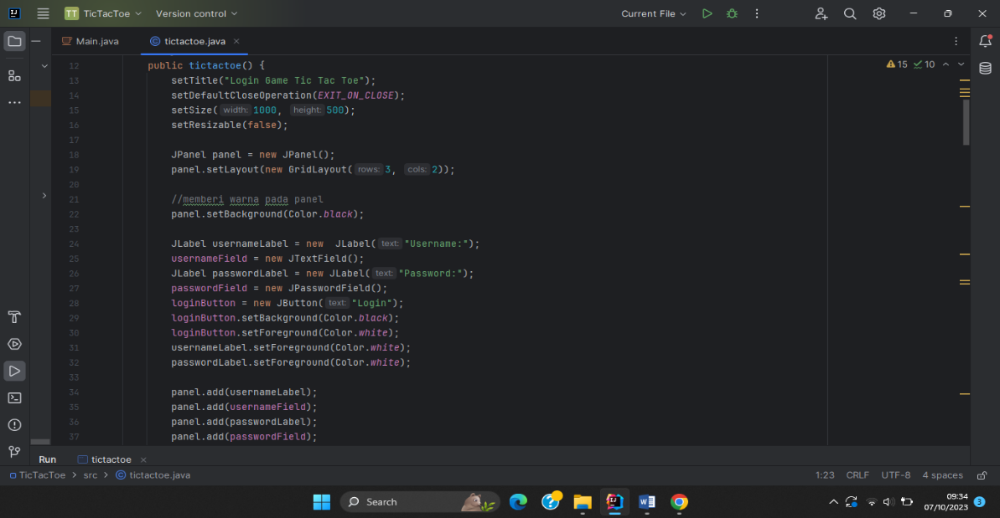 TT TicTacToe Version control Current File
Main.java tictactoe.java
15 10
12 public tictactoe() {
13 setTitle("Login Game Tic Tac Toe");
14 setDefaultCloseOperation(EXIT_ON_CLOSE);
15 setSize( width: 1000, height: 500);
16 setResizable(false);
17
18 JPanel panel = new JPanel();
19 panel.setLayout(new GridLayout( rows: 3, cols: 2));
20
21 //memberi warna pada panel
22 panel.setBackground(Color.black);
23
24 JLabel usernameLabel = new  JLabel( text: "Username:");
25 usernameField = new JTextField();
26 JLabel passwordLabel = new JLabel( text: "Password:");
27 passwordField = new JPasswordField();
28 loginButton = new JButton( text: "Login");
29 loginButton.setBackground(Color.black);
30 loginButton.setForeground(Color.white);
31 usernameLabel.setForeground(Color.white);
32 passwordLabel.setForeground(Color.white);
33
34 panel.add(usernameLabel);
35 panel.add(usernameField);
36 panel.add(passwordLabel);
37 panel.add(passwordField);
Run tictactoe
TicTacToe > src > tictactoe.java 1:23 CRLF UTF-8 4 spaces
Search
09:34
07/10/2023 3